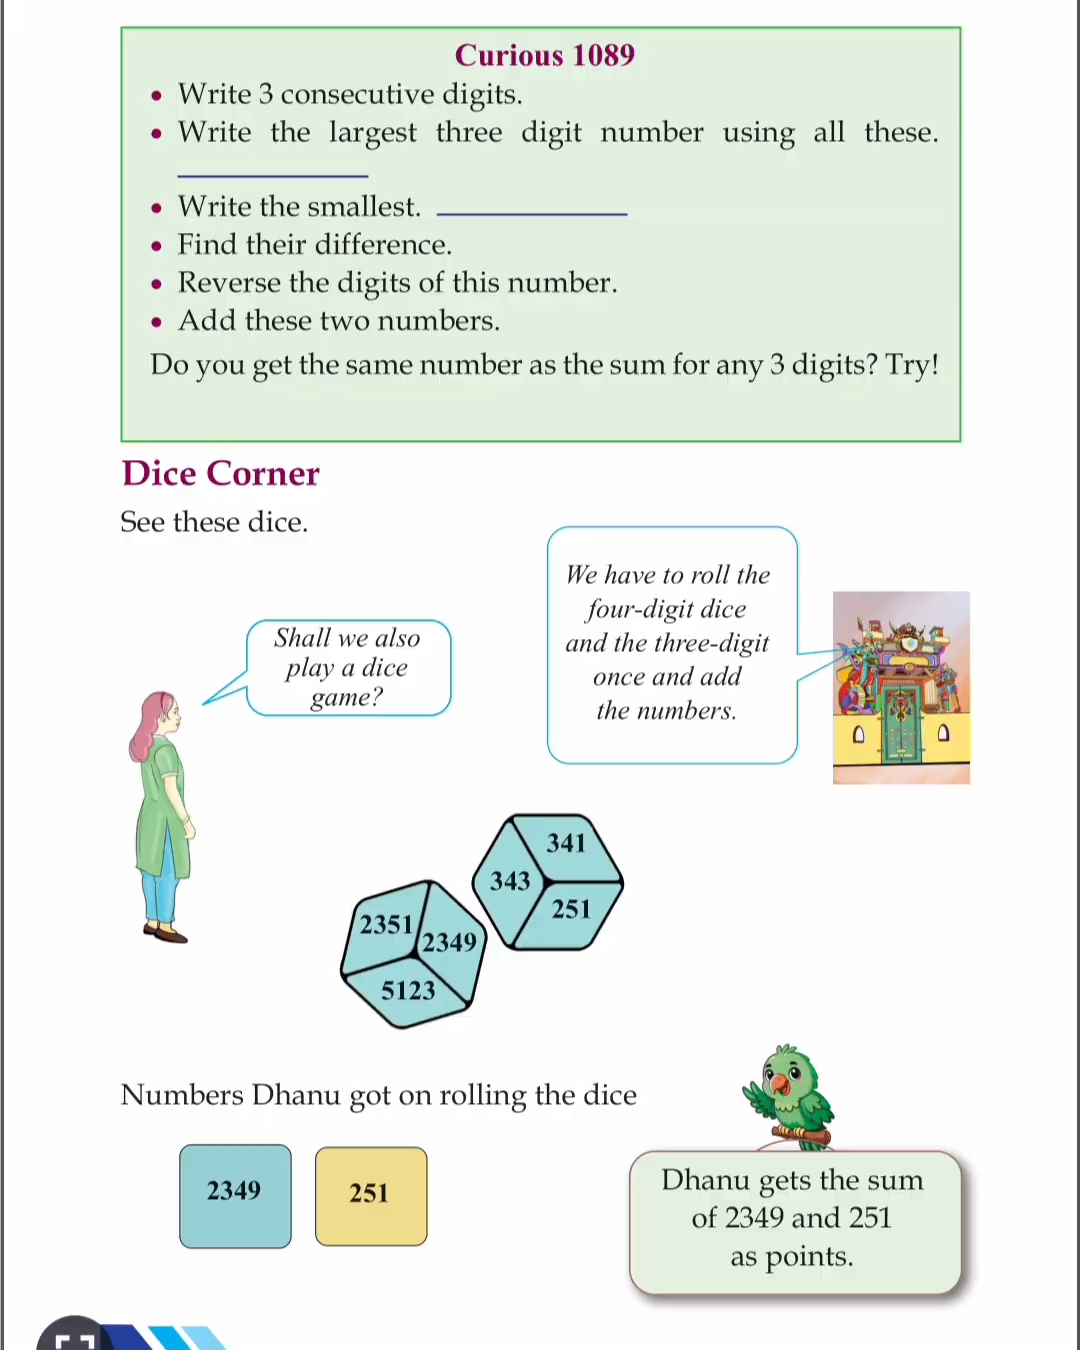 Curious 1089
• Write 3 consecutive digits.
• Write the largest three digit number using all these.
• Write the smallest.
• Find their difference.
• Reverse the digits of this number.
• Add these two numbers.
Do you get the same number as the sum for any 3 digits? Try!
Dice Corner
See these dice.
We have to roll the
four-digit dice
and the three-digit
once and add
the numbers.
Shall we also
play a dice
game?
341
343
251
2351
2349
5123
Numbers Dhanu got on rolling the dice
2349
251
Dhanu gets the sum
of 2349 and 251
as points.